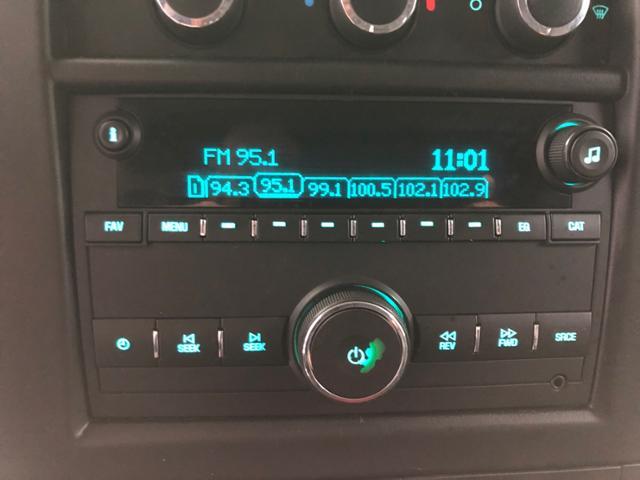 FM 95.1 11:01
1 94.3 95.1 99.1 100.5 102.1 102.9
FAV MENU EQ CAT
SEEK SEEK REV FWD SRCE